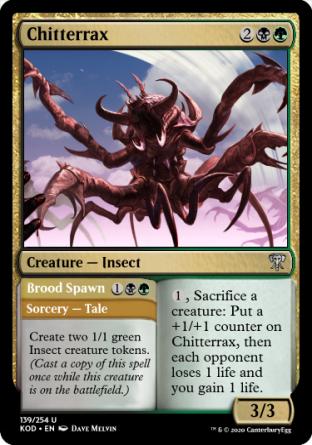 Chitterrax 2
Creature — Insect
Brood Spawn 1
Sorcery — Tale
Create two 1/1 green
Insect creature tokens.
(Cast a copy of this spell
once while this creature
is on the battlefield.)
1 , Sacrifice a
creature: Put a
+1/+1 counter on
Chitterrax, then
each opponent
loses 1 life and
you gain 1 life.
3/3
139/254 U
KOD • EN Dave Melvin
™ & © 2020 CanterburyEgg